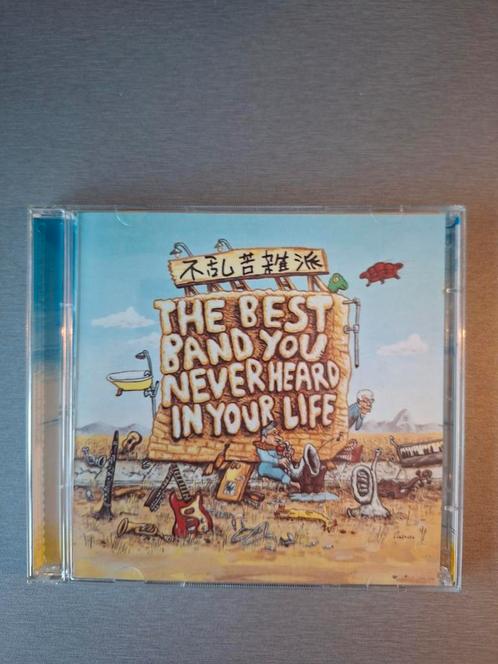 不乱苦雑派
THE BEST
BAND YOU
NEVER HEARD
IN YOUR LIFE